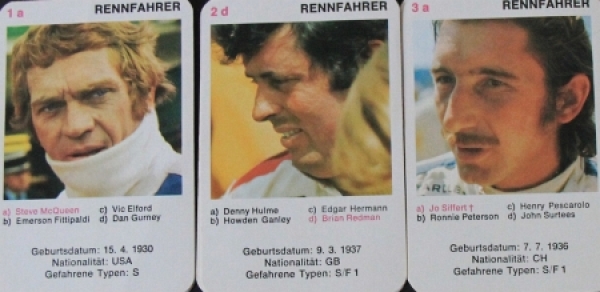 1 a RENNFAHRER
a) Steve McQueen c) Vic Elford
b) Emerson Fittipaldi d) Dan Gurney
Geburtsdatum: 15. 4. 1930
Nationalität: USA
Gefahrene Typen: S
2 d RENNFAHRER
a) Denny Hulme c) Edgar Hermann
b) Howden Ganley d) Brian Redman
Geburtsdatum: 9. 3. 1937
Nationalität: GB
Gefahrene Typen: S/F 1
3 a RENNFAHRER
a) Jo Siffert † c) Henry Pescarolo
b) Ronnie Peterson d) John Surtees
Geburtsdatum: 7. 7. 1936
Nationalität: CH
Gefahrene Typen: S/F 1